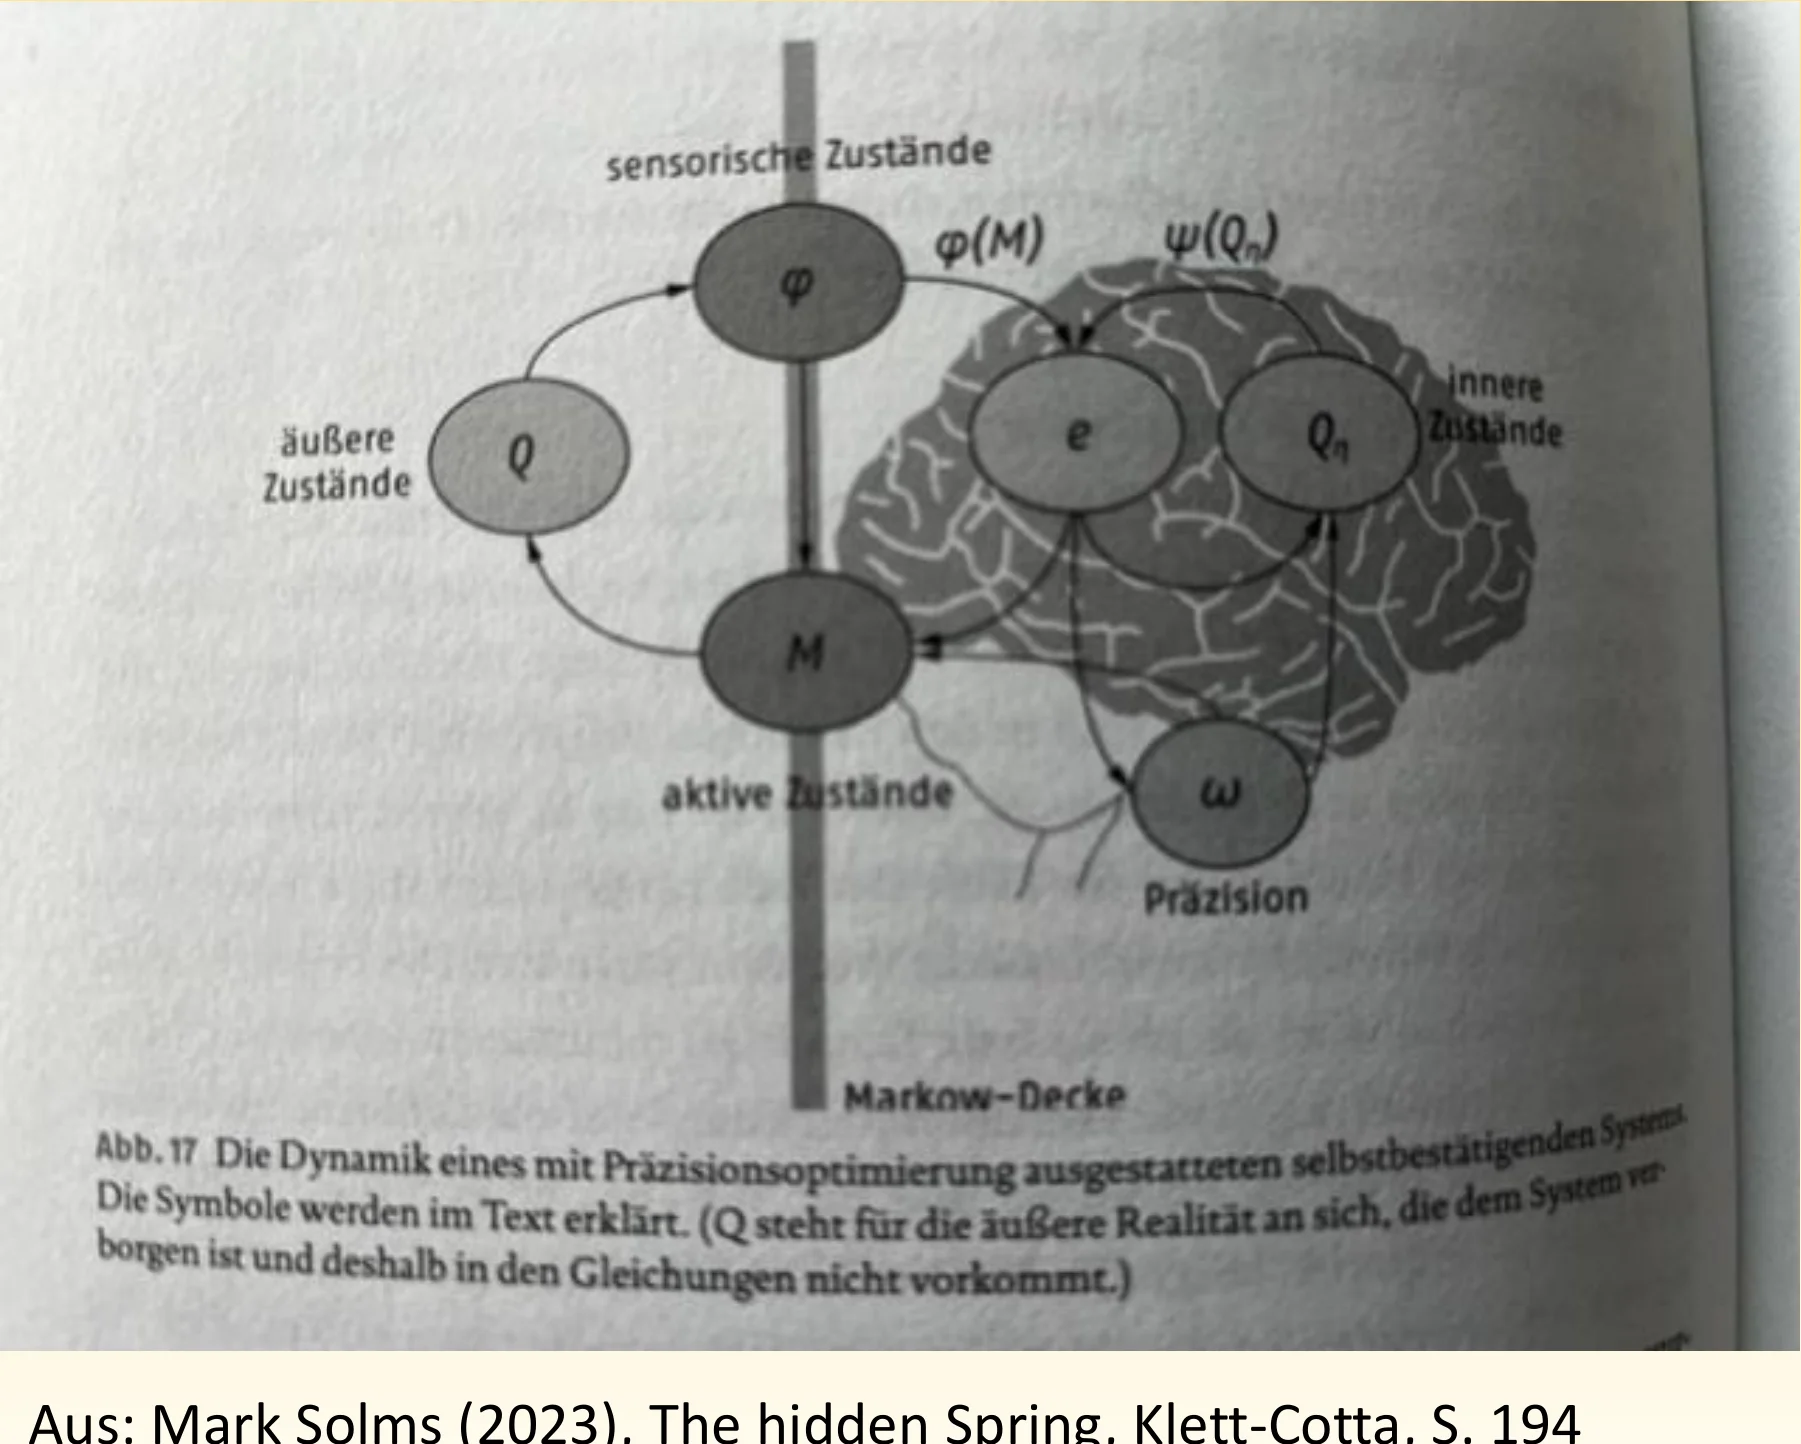 sensorische Zustände
φ
φ(M)
ψ(Qₙ)
äußere
Zustände
Q
e
Qₙ
innere
Zustände
M
aktive Zustände
ω
Präzision
Markow-Decke
Abb. 17 Die Dynamik eines mit Präzisionsoptimierung ausgestatteten selbstbestätigenden Systems.
Die Symbole werden im Text erklärt. (Q steht für die äußere Realität an sich, die dem System ver-
borgen ist und deshalb in den Gleichungen nicht vorkommt.)
Aus: Mark Solms (2023). The hidden Spring. Klett-Cotta. S. 194